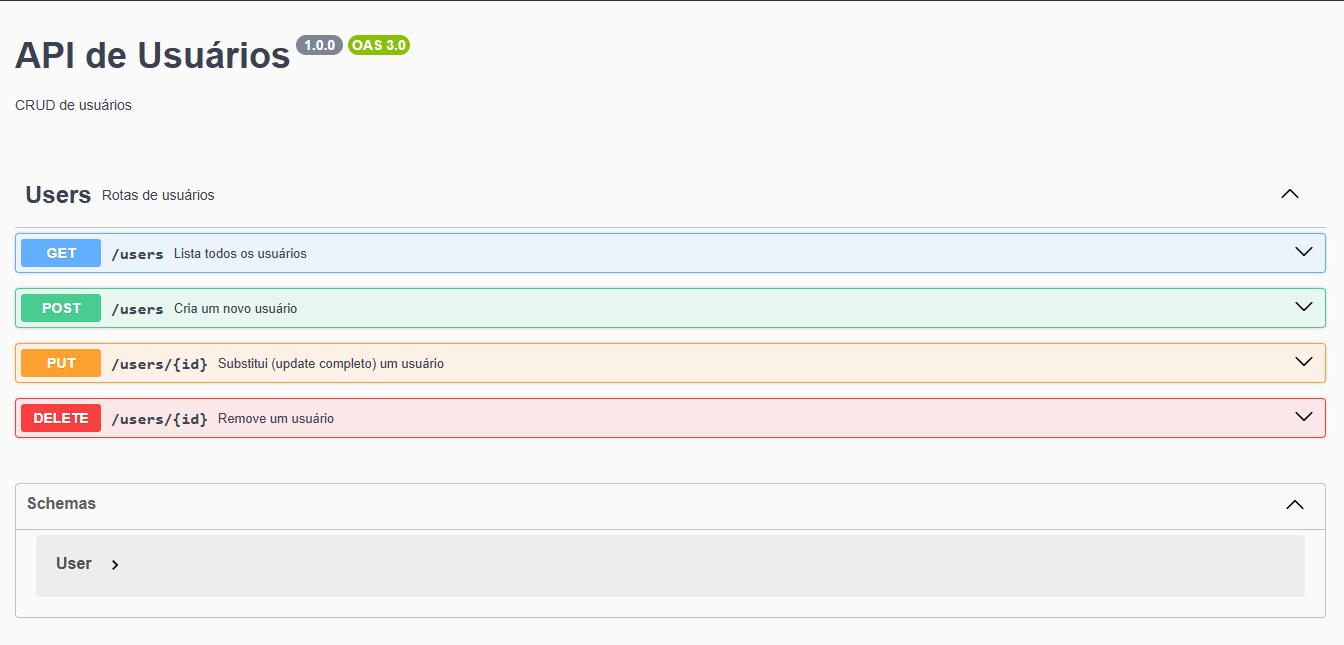 API de Usuários 1.0.0 OAS 3.0
CRUD de usuários
Users Rotas de usuários
GET /users Lista todos os usuários
POST /users Cria um novo usuário
PUT /users/{id} Substitui (update completo) um usuário
DELETE /users/{id} Remove um usuário
Schemas
User